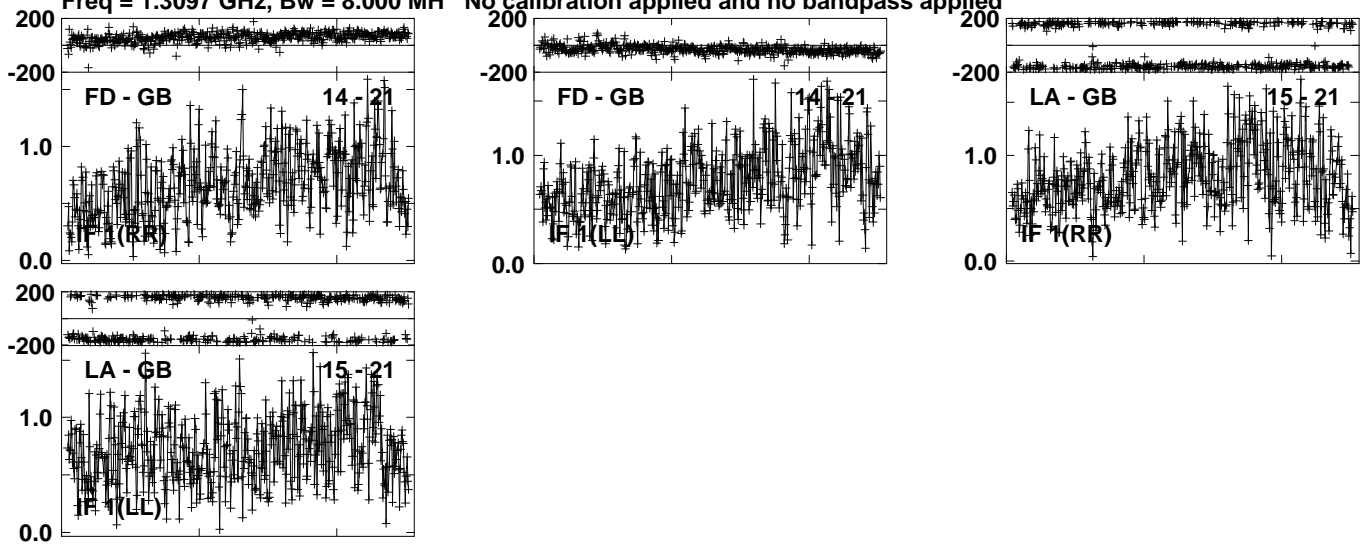 Freq = 1.3097 GHz, Bw = 8.000 MH No calibration applied and no bandpass applied
200
-200
FD - GB 14 - 21
1.0
IF 1(RR)
0.0
FD - GB 14 - 21
200
-200
1.0
IF 1(LL)
0.0
LA - GB 15 - 21
200
-200
1.0
IF 1(RR)
0.0
200
-200
LA - GB 15 - 21
1.0
IF 1(LL)
0.0